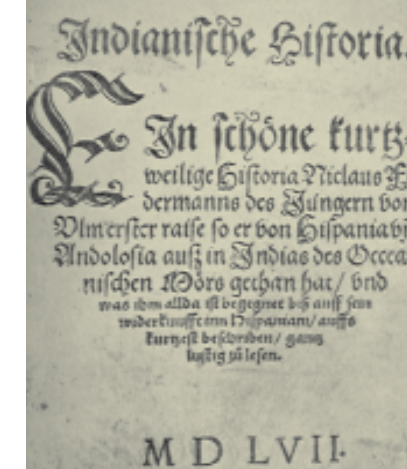 Indianiſche Hiſtoria.
EIn ſchöne kurtz⸗
weilige Hiſtoria Niclaus Fe
dermanns des Jüngern von
Vlm erſter raiſe ſo er von Hiſpania vñ
Andoloſia auß in Indias des Occea
niſchen Mörs gethan hat/ vnd
was ihm allda iſt begegnet biß auff ſein
widerkunfft inn Hiſpaniam/ auffs
kurtzeſt beſchriben/ gantz
luſtig zů leſen.
M D LVII.